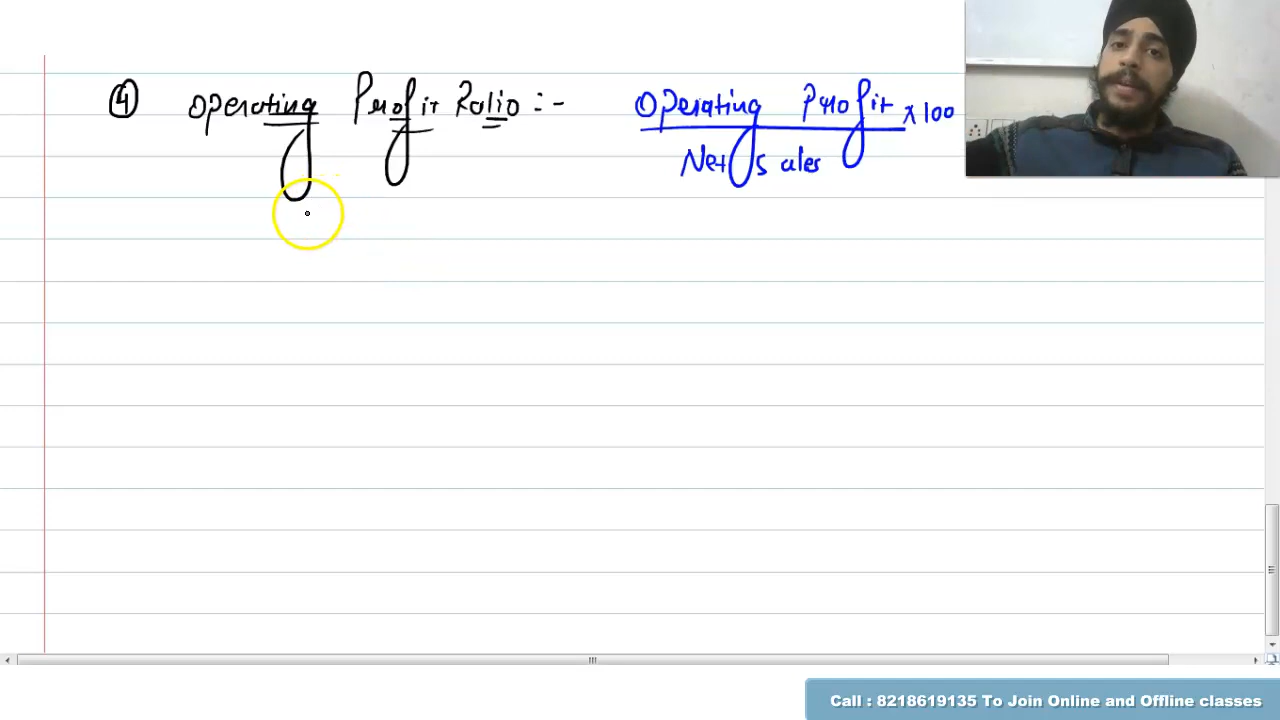 ④ Operating Profit Ratio :- Operating Profit × 100
Net Sales
Call : 8218619135 To Join Online and Offline classes